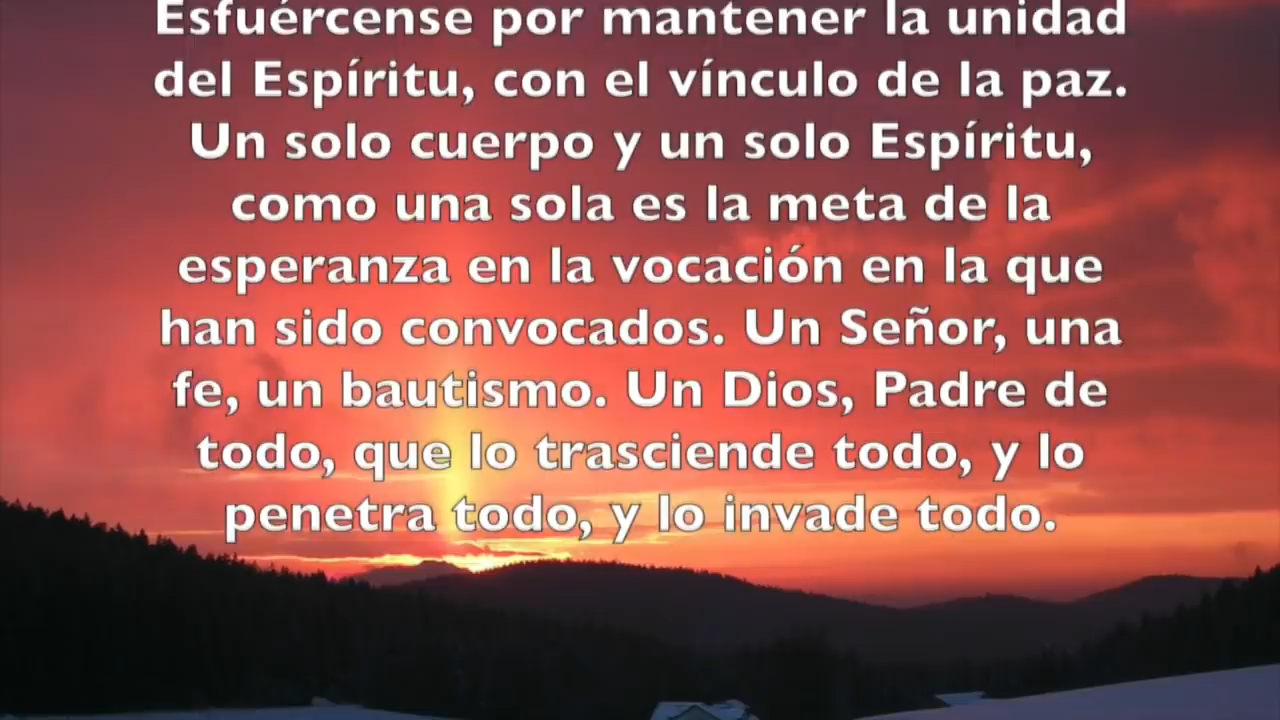 Esfuércense por mantener la unidad
del Espíritu, con el vínculo de la paz.
Un solo cuerpo y un solo Espíritu,
como una sola es la meta de la
esperanza en la vocación en la que
han sido convocados. Un Señor, una
fe, un bautismo. Un Dios, Padre de
todo, que lo trasciende todo, y lo
penetra todo, y lo invade todo.